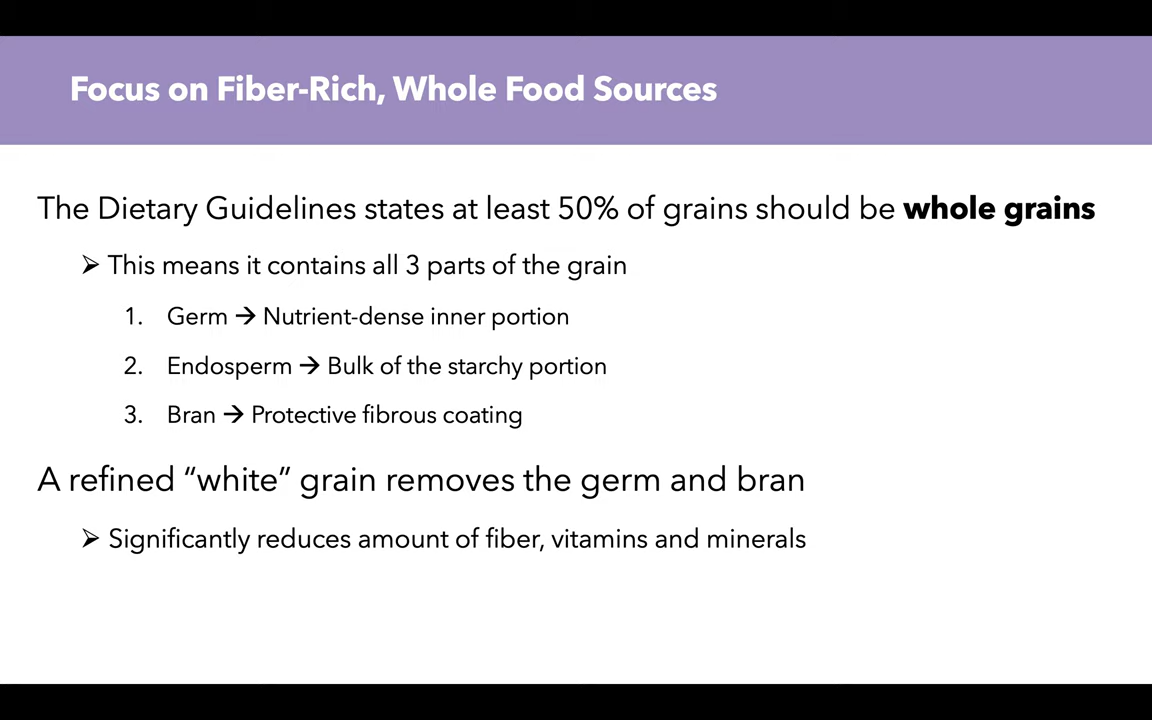 Focus on Fiber-Rich, Whole Food Sources
The Dietary Guidelines states at least 50% of grains should be whole grains
➢ This means it contains all 3 parts of the grain
1. Germ → Nutrient-dense inner portion
2. Endosperm → Bulk of the starchy portion
3. Bran → Protective fibrous coating
A refined “white” grain removes the germ and bran
➢ Significantly reduces amount of fiber, vitamins and minerals